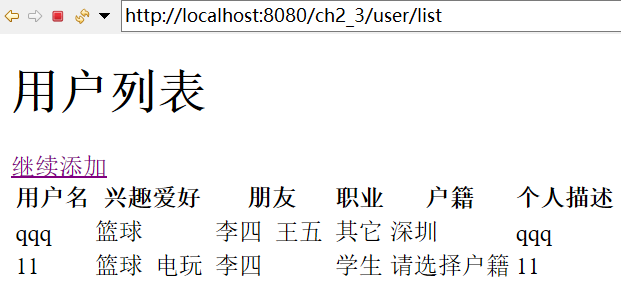 http://localhost:8080/ch2_3/user/list
用户列表
继续添加
用户名 兴趣爱好 朋友 职业 户籍 个人描述
qqq 篮球 李四 王五 其它 深圳 qqq
11 篮球 电玩 李四 学生 请选择户籍 11